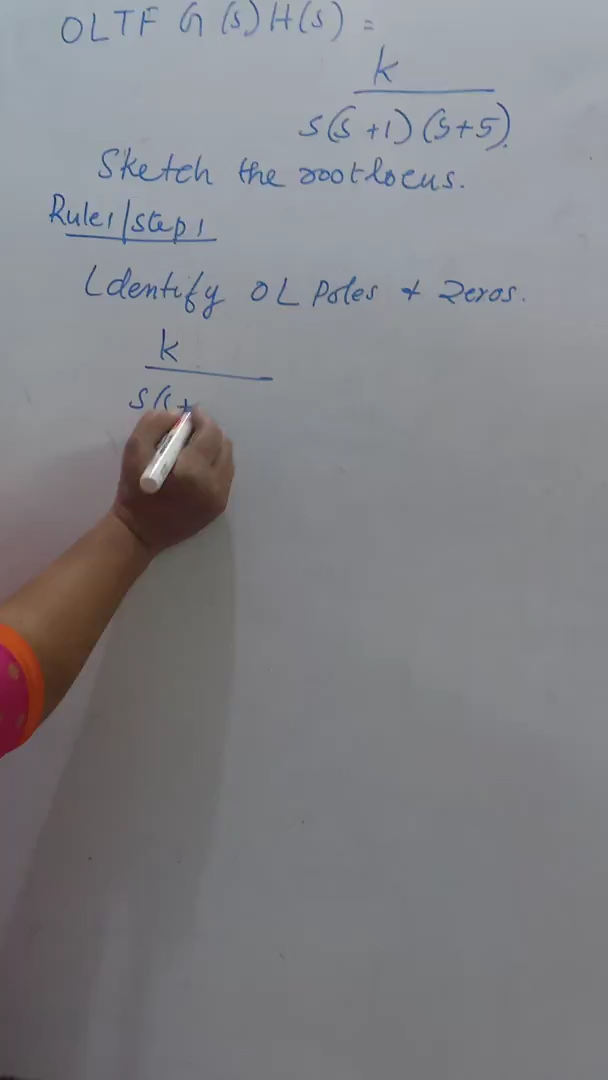 OLTF G(s)H(s) =
k
s(s+1)(s+5).
Sketch the rootlocus.
Rule1/step1
Identify OL Poles + Zeros.
k
s(s+